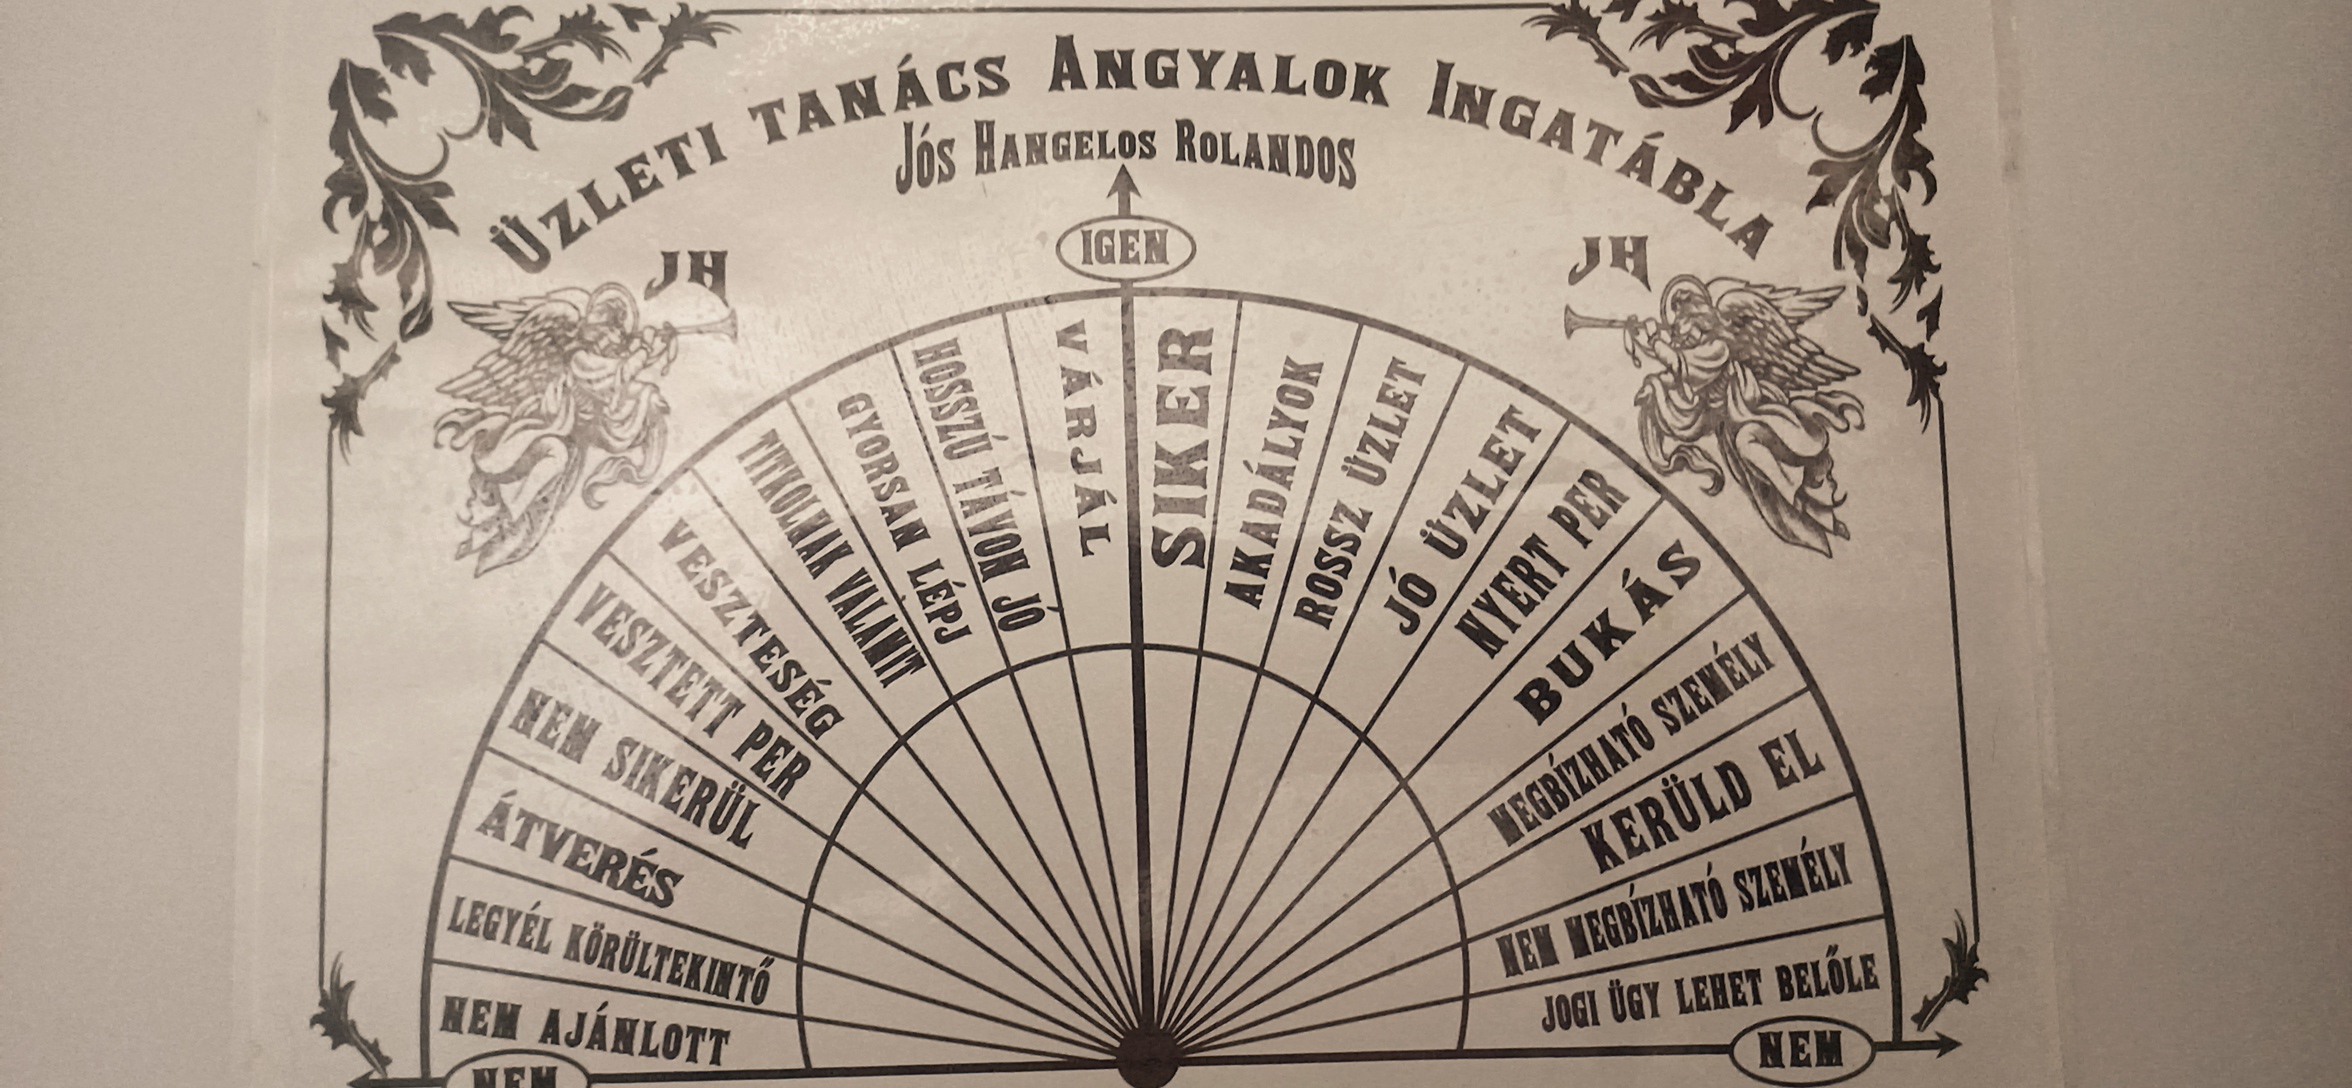 Üzleti tanács Angyalok Ingatábla
Jós Hangelos Rolandos
JH
JH
IGEN
NEM AJÁNLOTT
LEGYÉL KÖRÜLTEKINTŐ
ÁTVERÉS
NEM SIKERÜL
VESZTETT PER
VESZTESÉG
TITKOLNAK VALAMIT
GYORSAN LÉPJ
HOSSZÚ TÁVON JÓ
VÁRJÁL
SIKER
AKADÁLYOK
ROSSZ ÜZLET
JÓ ÜZLET
NYERT PER
BUKÁS
MEGBÍZHATÓ SZEMÉLY
KERÜLD EL
NEM MEGBÍZHATÓ SZEMÉLY
JOGI ÜGY LEHET BELŐLE
NEM
NEM